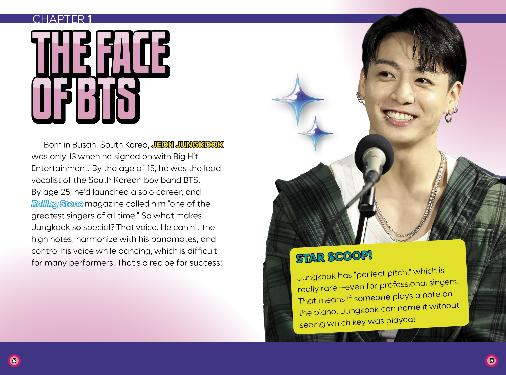 CHAPTER 1
THE FACE
OF BTS
Born in Busan, South Korea, JEON JUNGKOOK
was only 13 when he signed on with Big Hit
Entertainment. By the age of 15, he was the lead
vocalist of the South Korean boy band BTS.
By age 25, he'd launched a solo career, and
Rolling Stone magazine called him "one of the
greatest singers of all time." So what makes
Jungkook so special? That voice. He can hit the
high notes, harmonize with his bandmates, and
control his voice while dancing, which is difficult
for many performers. That's a recipe for success!
STAR SCOOP!
Jungkook has "perfect pitch," which is
really rare—even for professional singers.
That means if someone plays a note on
the piano, Jungkook can name it without
seeing which key was played!